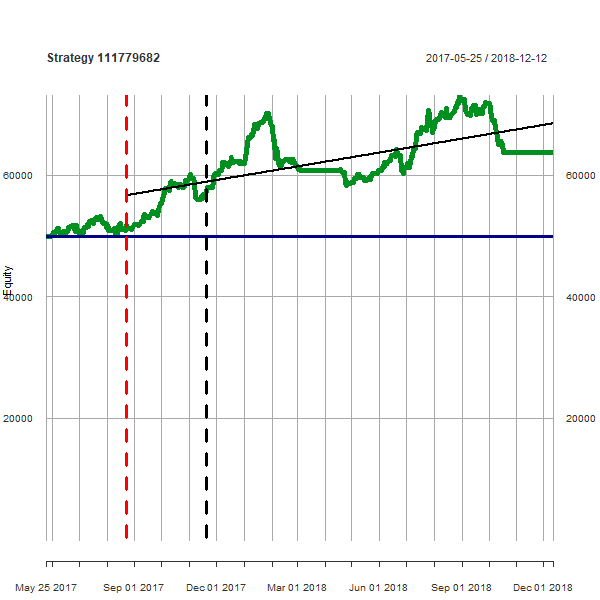 Strategy 111779682
2017-05-25 / 2018-12-12
60000
60000
Equity
40000
40000
20000
20000
May 25 2017
Sep 01 2017
Dec 01 2017
Mar 01 2018
Jun 01 2018
Sep 01 2018
Dec 01 2018